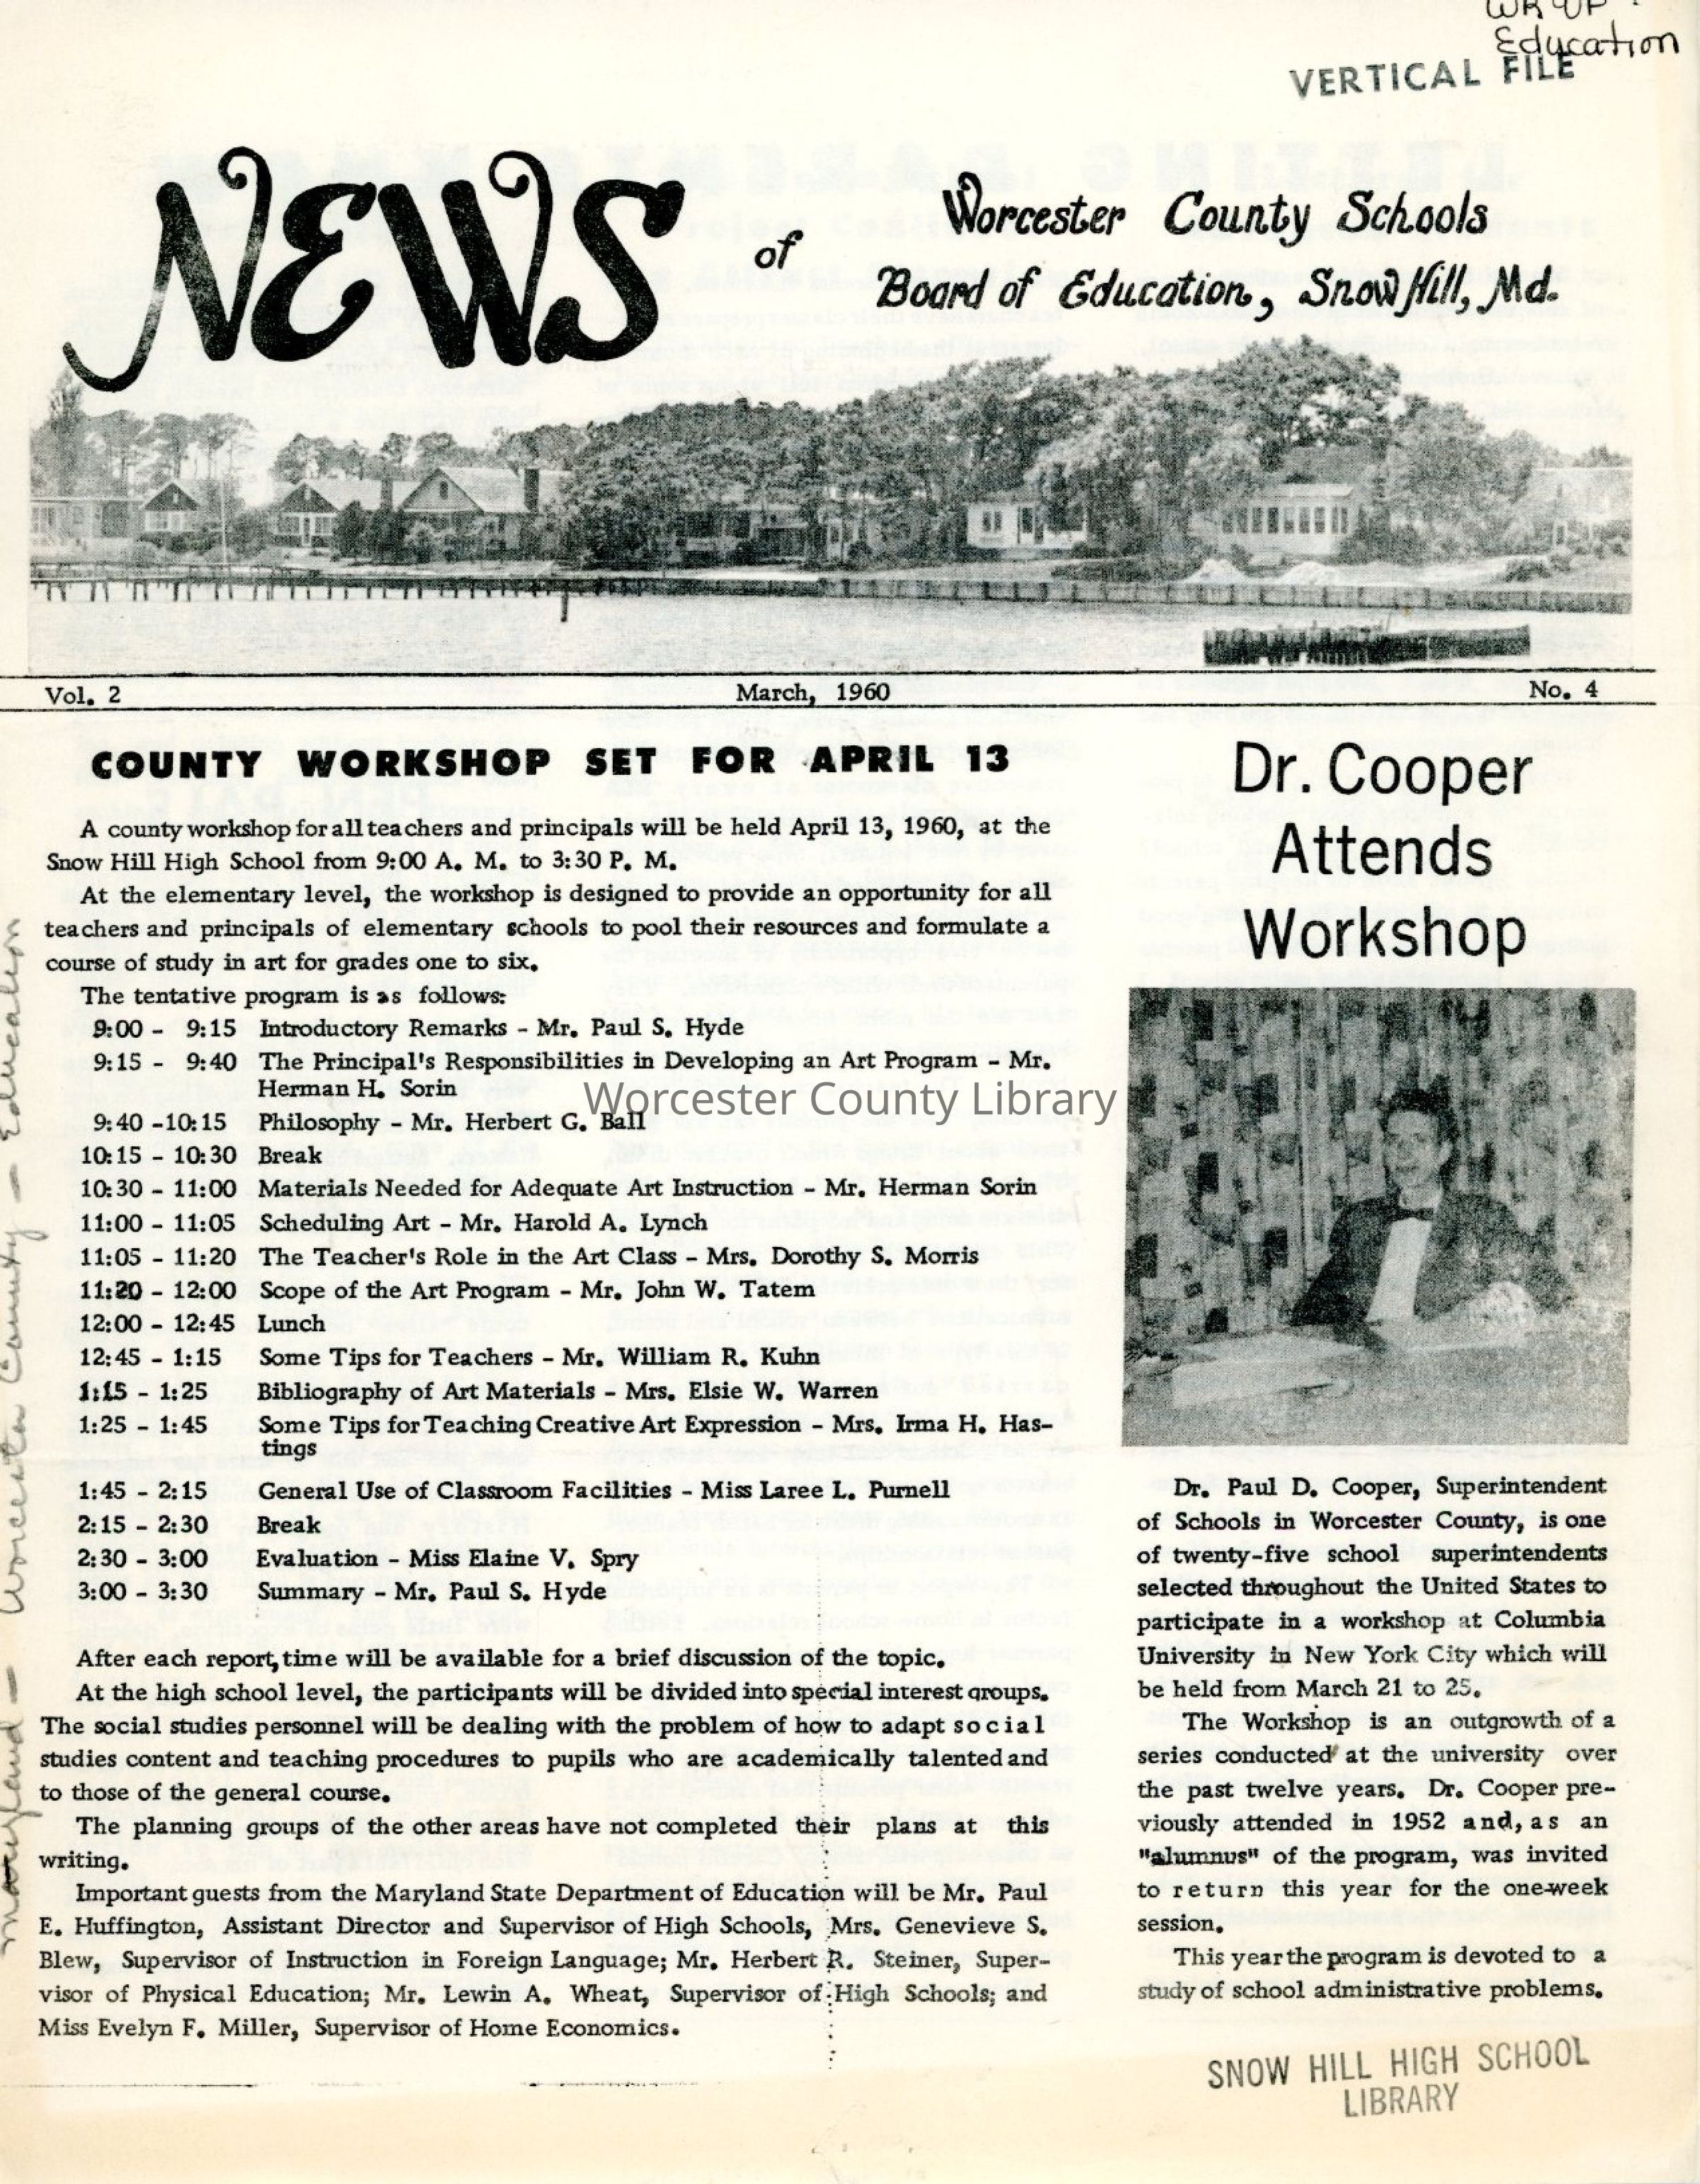 Education
VERTICAL FILE
NEWS of Worcester County Schools
Board of Education, Snow Hill, Md.
Vol. 2 March, 1960 No. 4
COUNTY WORKSHOP SET FOR APRIL 13
A county workshop for all teachers and principals will be held April 13, 1960, at the
Snow Hill High School from 9:00 A. M. to 3:30 P. M.
At the elementary level, the workshop is designed to provide an opportunity for all
teachers and principals of elementary schools to pool their resources and formulate a
course of study in art for grades one to six.
The tentative program is as follows:
9:00 - 9:15 Introductory Remarks - Mr. Paul S. Hyde
9:15 - 9:40 The Principal's Responsibilities in Developing an Art Program - Mr.
Herman H. Sorin
9:40 -10:15 Philosophy - Mr. Herbert G. Ball
10:15 - 10:30 Break
10:30 - 11:00 Materials Needed for Adequate Art Instruction - Mr. Herman Sorin
11:00 - 11:05 Scheduling Art - Mr. Harold A. Lynch
11:05 - 11:20 The Teacher's Role in the Art Class - Mrs. Dorothy S. Morris
11:20 - 12:00 Scope of the Art Program - Mr. John W. Tatem
12:00 - 12:45 Lunch
12:45 - 1:15 Some Tips for Teachers - Mr. William R. Kuhn
1:15 - 1:25 Bibliography of Art Materials - Mrs. Elsie W. Warren
1:25 - 1:45 Some Tips for Teaching Creative Art Expression - Mrs. Irma H. Has-
tings
1:45 - 2:15 General Use of Classroom Facilities - Miss Laree L. Purnell
2:15 - 2:30 Break
2:30 - 3:00 Evaluation - Miss Elaine V. Spry
3:00 - 3:30 Summary - Mr. Paul S. Hyde
After each report, time will be available for a brief discussion of the topic.
At the high school level, the participants will be divided into special interest groups.
The social studies personnel will be dealing with the problem of how to adapt social
studies content and teaching procedures to pupils who are academically talented and
to those of the general course.
The planning groups of the other areas have not completed their plans at this
writing.
Important guests from the Maryland State Department of Education will be Mr. Paul
E. Huffington, Assistant Director and Supervisor of High Schools, Mrs. Genevieve S.
Blew, Supervisor of Instruction in Foreign Language; Mr. Herbert R. Steiner, Super-
visor of Physical Education; Mr. Lewin A. Wheat, Supervisor of High Schools; and
Miss Evelyn F. Miller, Supervisor of Home Economics.
Dr. Cooper
Attends
Workshop
Dr. Paul D. Cooper, Superintendent
of Schools in Worcester County, is one
of twenty-five school superintendents
selected throughout the United States to
participate in a workshop at Columbia
University in New York City which will
be held from March 21 to 25.
The Workshop is an outgrowth of a
series conducted at the university over
the past twelve years. Dr. Cooper pre-
viously attended in 1952 and, as an
"alumnus" of the program, was invited
to return this year for the one-week
session.
This year the program is devoted to a
study of school administrative problems.
SNOW HILL HIGH SCHOOL
LIBRARY
Maryland - Worcester County - Education
Worcester County Library